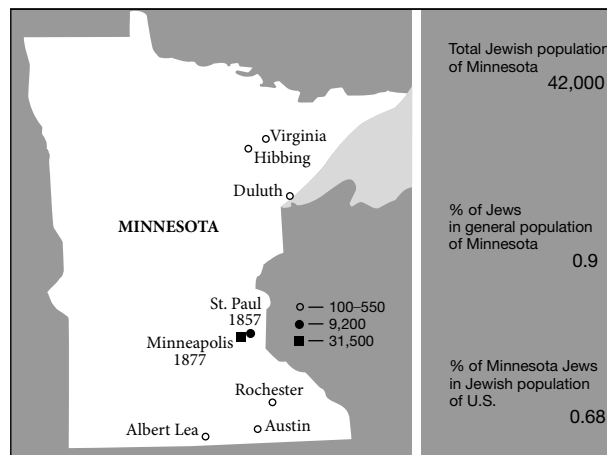 Virginia
Hibbing
Duluth
MINNESOTA
St. Paul
1857
Minneapolis
1877
100–550
9,200
31,500
Rochester
Albert Lea
Austin
Total Jewish population
of Minnesota
42,000
% of Jews
in general population
of Minnesota
0.9
% of Minnesota Jews
in Jewish population
of U.S.
0.68